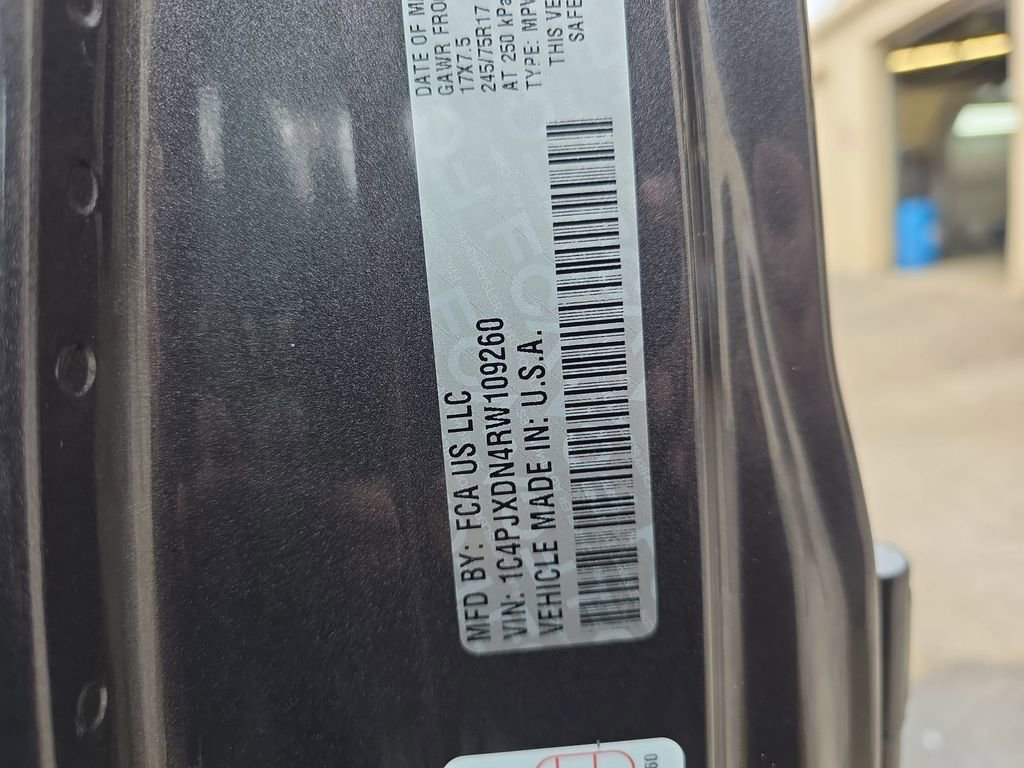 MFD BY: FCA US LLC
VIN: 1C4PJXDN4RW109260
VEHICLE MADE IN: U.S.A.
DATE OF M
GAWR FRO
17X7.5
245/75R17
AT 250 kPa
TYPE: MPV
THIS VE
SAFE
60